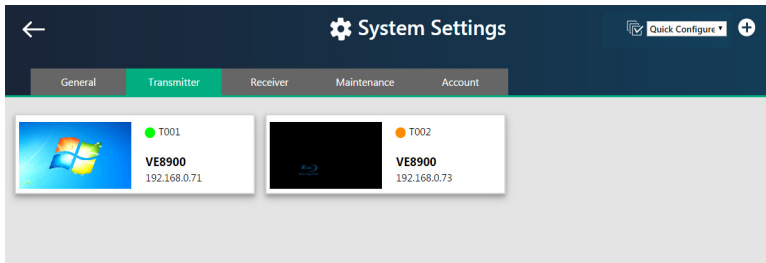 System Settings
Quick Configure
General
Transmitter
Receiver
Maintenance
Account
T001
VE8900
192.168.0.71
T002
VE8900
192.168.0.73